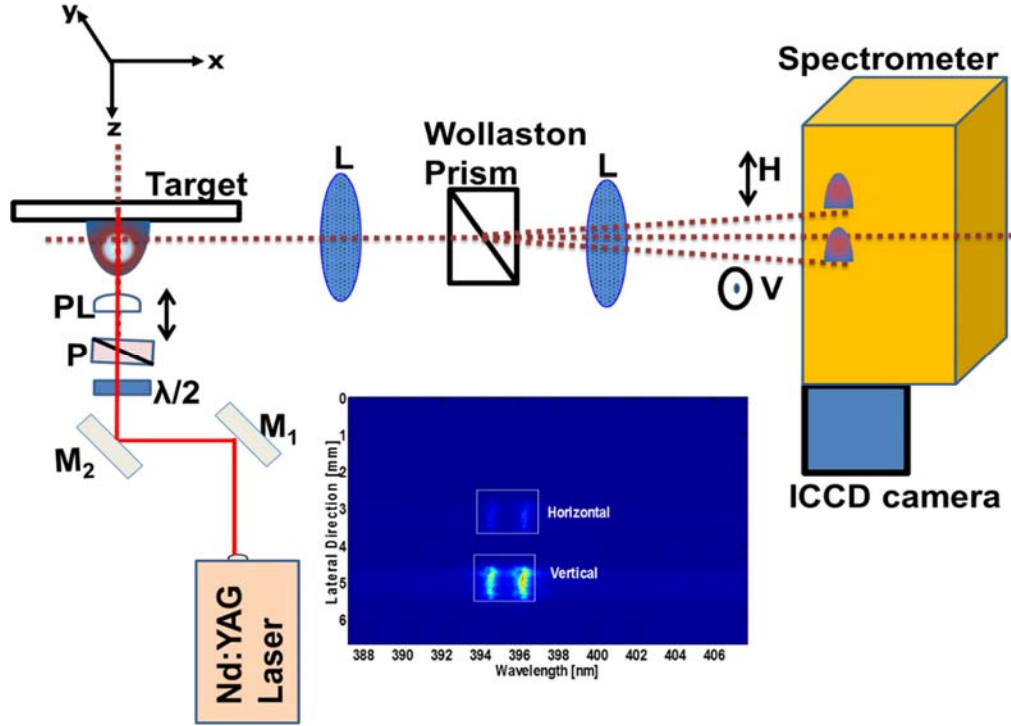 y
x
z
Target
L
Wollaston
Prism
L
Spectrometer
H
V
PL
P
λ/2
M1
M2
Nd:YAG
Laser
ICCD camera
Lateral Direction [mm]
0
1
2
3
4
5
6
Horizontal
Vertical
388 390 392 394 396 398 400 402 404 406
Wavelength [nm]